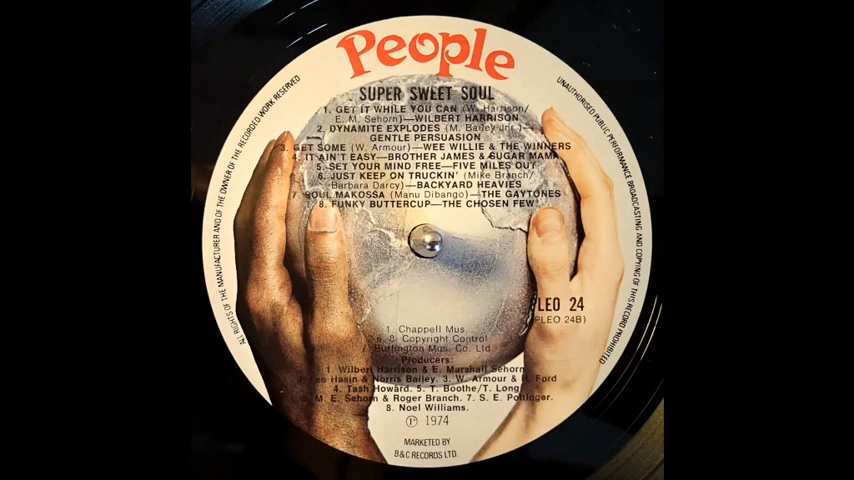 People
SUPER SWEET SOUL
1. GET IT WHILE YOU CAN (W. Harrison/
E. M. Sehorn)—WILBERT HARRISON
2. DYNAMITE EXPLODES (M. Bailey Jnr.)—
GENTLE PERSUASION
3. GET SOME (W. Armour)—WEE WILLIE & THE WINNERS
4. IT AIN'T EASY—BROTHER JAMES & SUGAR MAMA
5. SET YOUR MIND FREE—FIVE MILES OUT
6. JUST KEEP ON TRUCKIN' (Mike Branch/
Barbara Darcy)—BACKYARD HEAVIES
7. SOUL MAKOSSA (Manu Dibango)—THE GAYTONES
8. FUNKY BUTTERCUP—THE CHOSEN FEW
PLEO 24
(PLEO 24B)
1. Chappell Mus.
2-6, 8. Copyright Control
7. Burlington Mus. Co. Ltd.
Producers:
1. Wilbert Harrison & E. Marshall Sehorn
Hasin & Norris Bailey. 3. W. Armour & Ford
4. Tash Howard. 5. T. Boothe/T. Long
M. E. Sehorn & Roger Branch. 7. S. E. Pottinger.
8. Noel Williams.
℗ 1974
MARKETED BY
B&C RECORDS LTD.
ALL RIGHTS OF THE MANUFACTURER AND OF THE OWNER OF THE RECORDED WORK RESERVED
UNAUTHORISED PUBLIC PERFORMANCE BROADCASTING AND COPYING OF THIS RECORD PROHIBITED